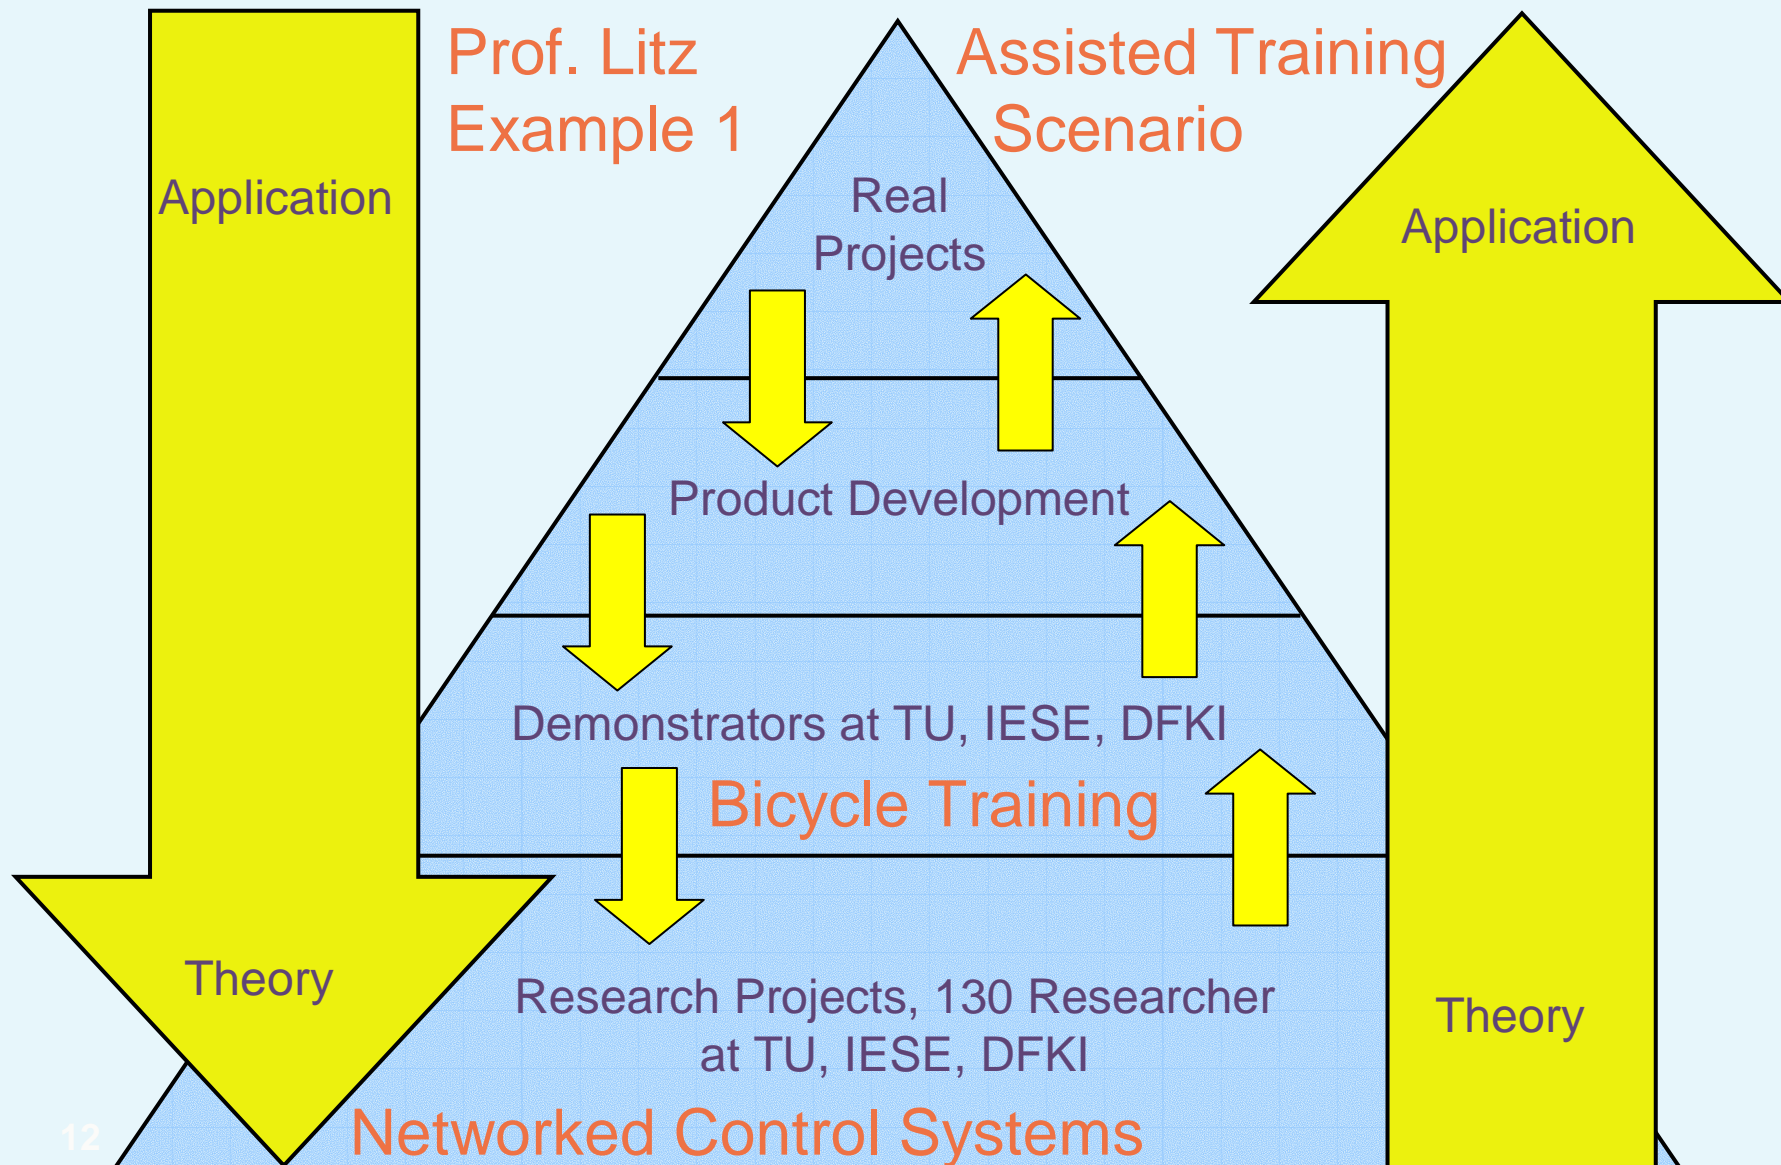 Prof. Litz
Example 1
Assisted Training
Scenario
Application
Real
Projects
Application
Product Development
Demonstrators at TU, IESE, DFKI
Bicycle Training
Theory
Research Projects, 130 Researcher
at TU, IESE, DFKI
Theory
Networked Control Systems
12